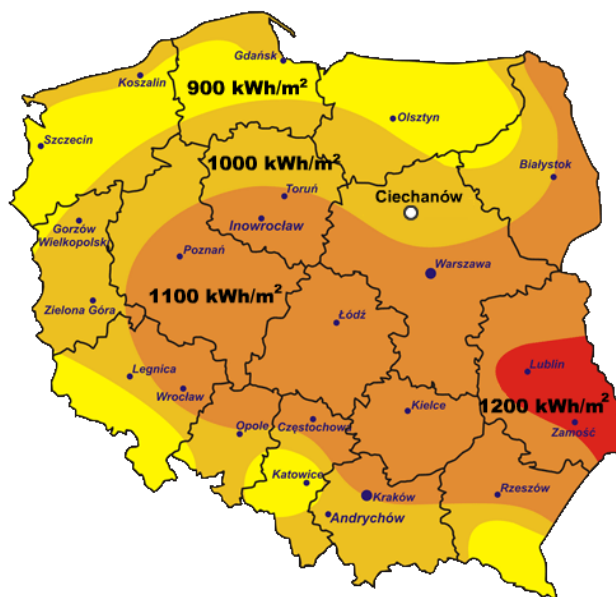 Gdańsk
Koszalin
900 kWh/m²
Olsztyn
Szczecin
1000 kWh/m²
Białystok
Toruń
Ciechanów
Inowrocław
Gorzów
Wielkopolski
Poznań
Warszawa
1100 kWh/m²
Zielona Góra
Łódź
Lublin
Legnica
Wrocław
Kielce
1200 kWh/m²
Opole
Częstochowa
Zamość
Katowice
Kraków
Rzeszów
Andrychów